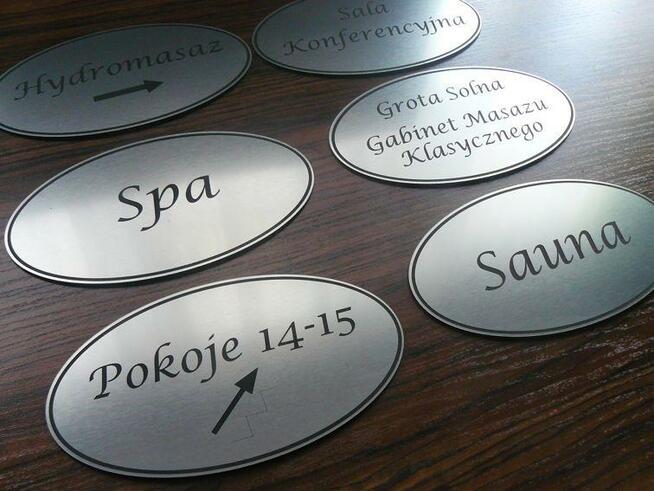 Hydromasaz
Sala
Konferencyjna
Grota Solna
Gabinet Masazu
Klasycznego
Spa
Sauna
Pokoje 14-15